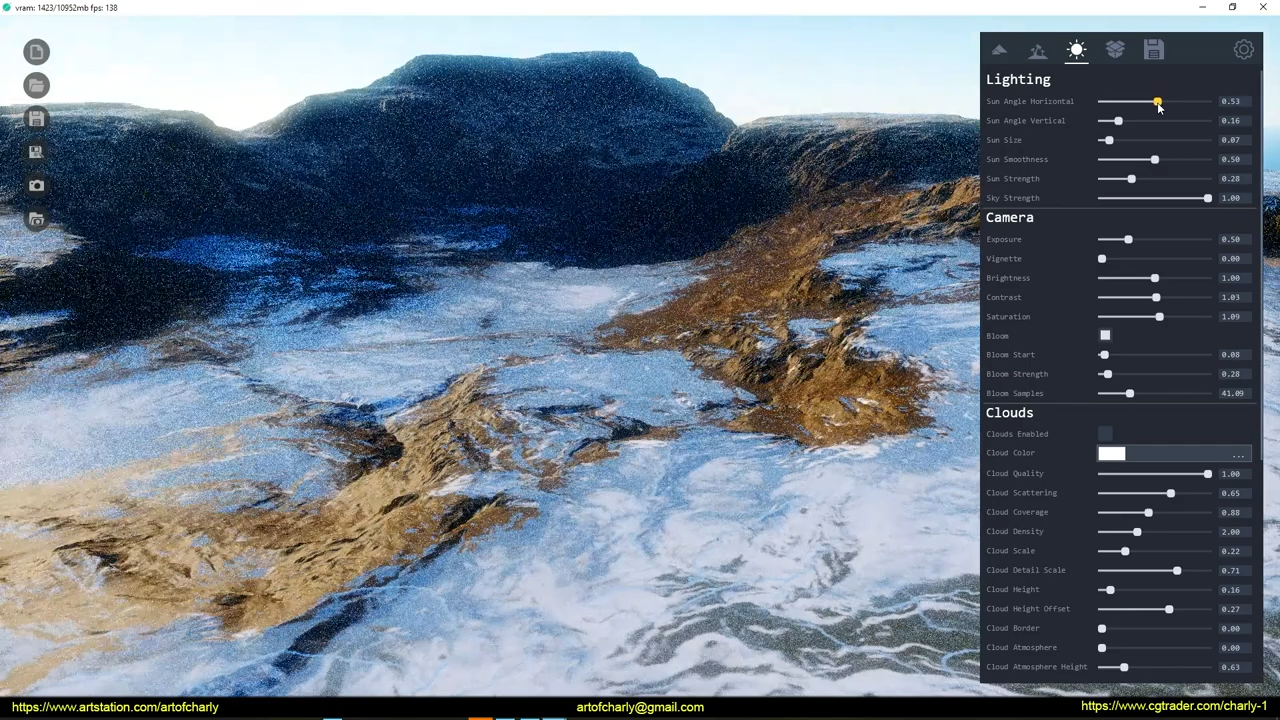 vram: 1423/10952mb fps: 138
Lighting
Sun Angle Horizontal 0.53
Sun Angle Vertical 0.16
Sun Size 0.07
Sun Smoothness 0.50
Sun Strength 0.28
Sky Strength 1.00
Camera
Exposure 0.50
Vignette 0.00
Brightness 1.00
Contrast 1.03
Saturation 1.09
Bloom
Bloom Start 0.08
Bloom Strength 0.28
Bloom Samples 41.09
Clouds
Clouds Enabled
Cloud Color ...
Cloud Quality 1.00
Cloud Scattering 0.65
Cloud Coverage 0.88
Cloud Density 2.00
Cloud Scale 0.22
Cloud Detail Scale 0.71
Cloud Height 0.16
Cloud Height Offset 0.27
Cloud Border 0.00
Cloud Atmosphere 0.00
Cloud Atmosphere Height 0.63
https://www.artstation.com/artofcharly artofcharly@gmail.com https://www.cgtrader.com/charly-1